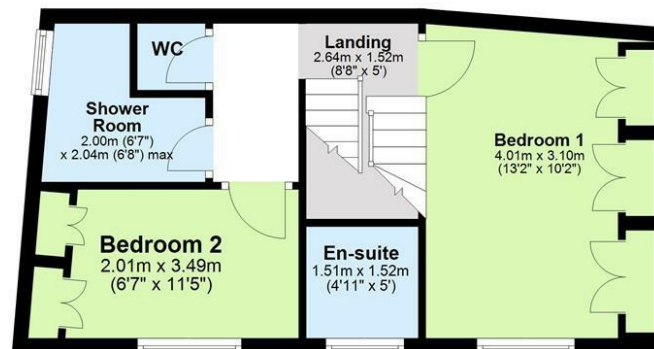 WC
Landing
2.64m x 1.52m
(8'8" x 5')
Shower
Room
2.00m (6'7")
x 2.04m (6'8") max
Bedroom 1
4.01m x 3.10m
(13'2" x 10'2")
Bedroom 2
2.01m x 3.49m
(6'7" x 11'5")
En-suite
1.51m x 1.52m
(4'11" x 5')